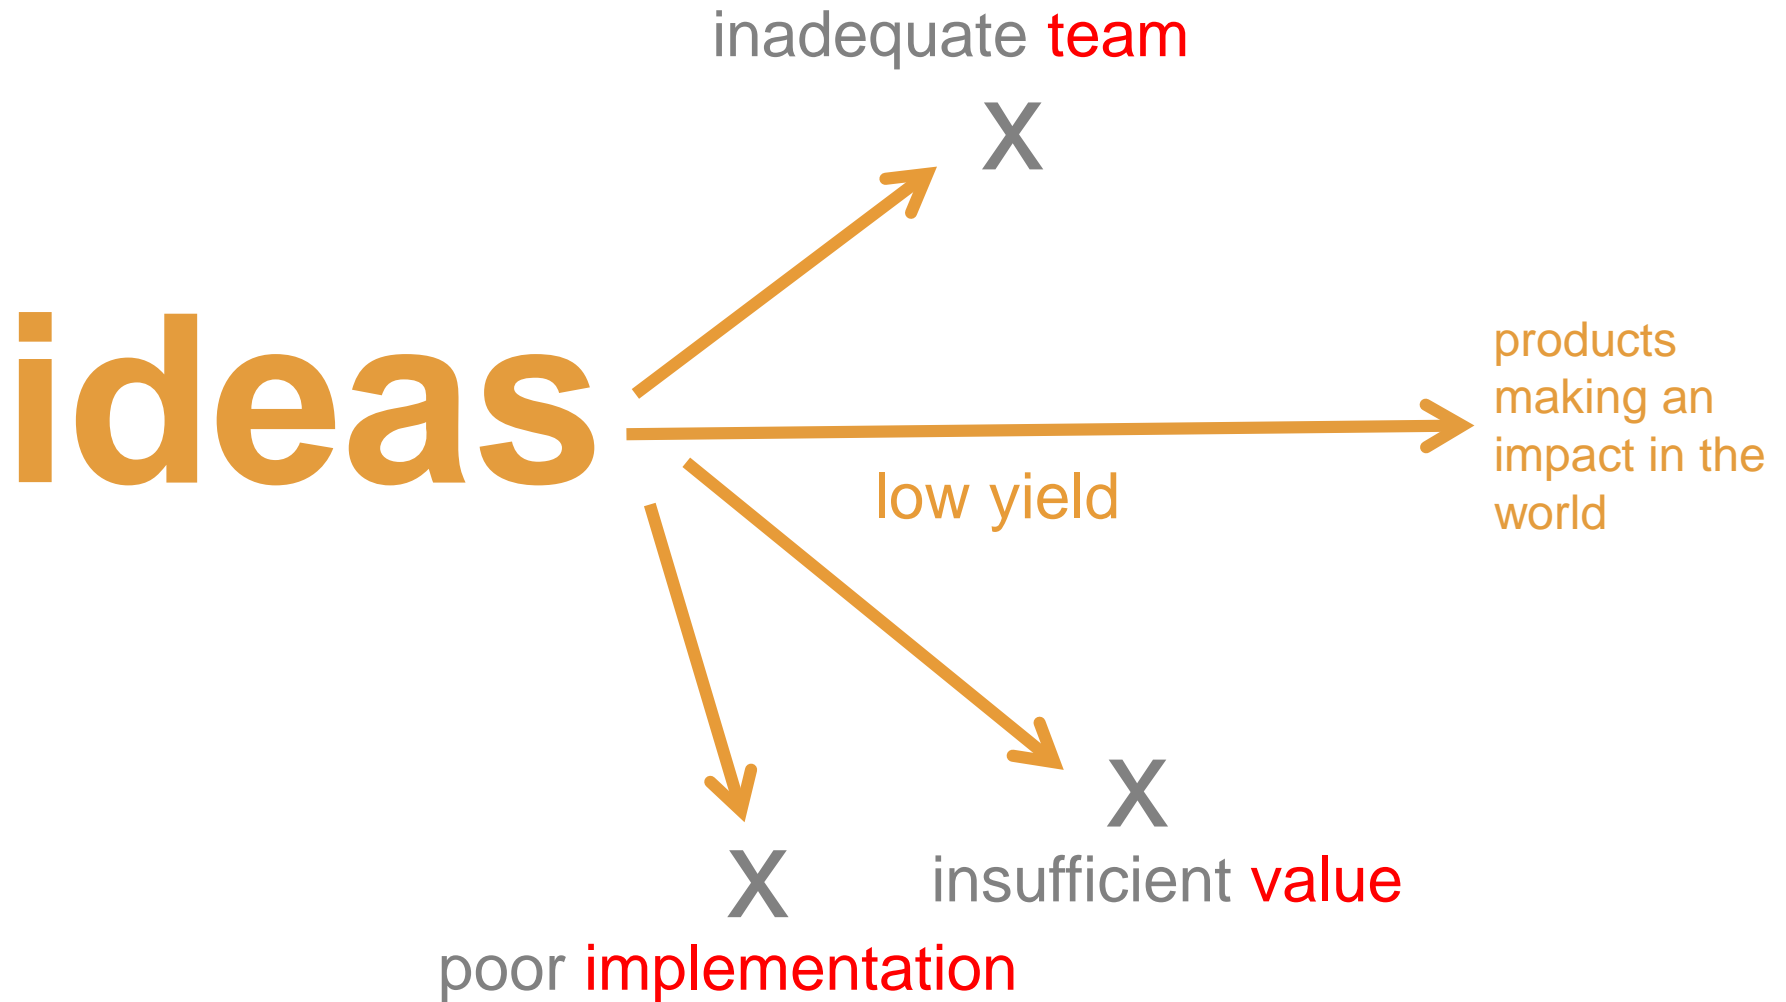 inadequate team
X
ideas
products
making an
impact in the
world
low yield
X
insufficient value
X
poor implementation